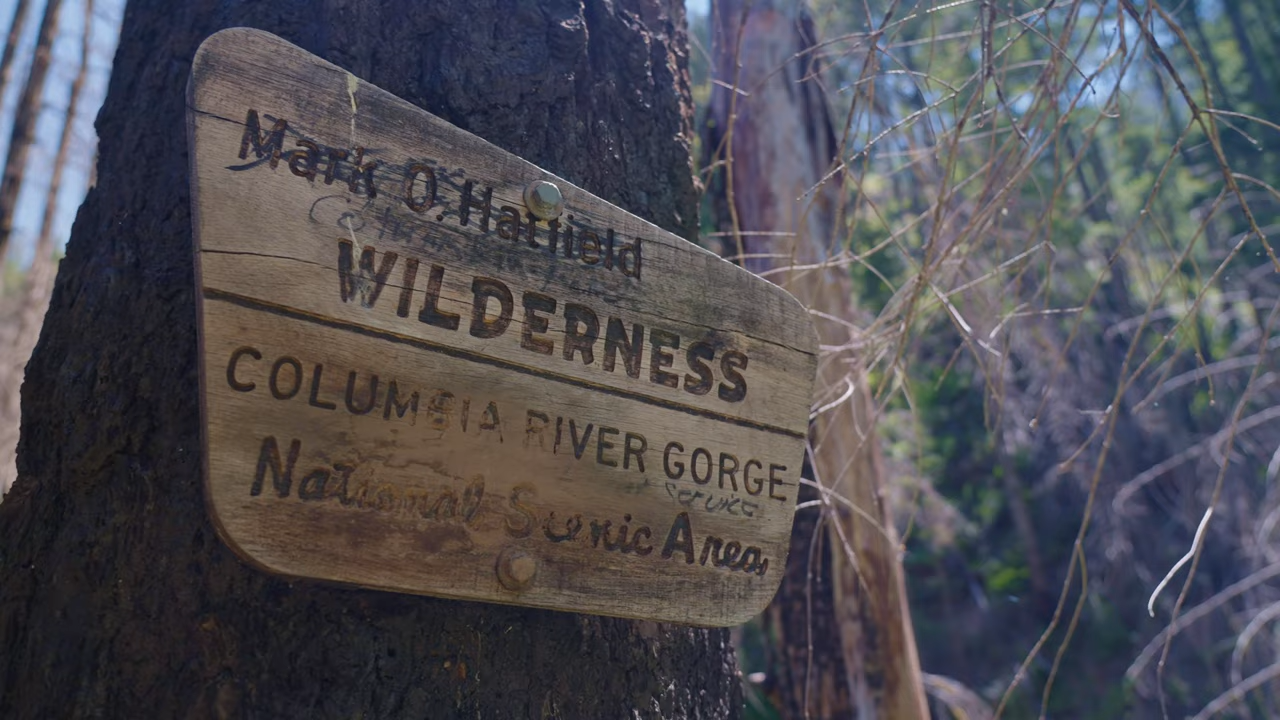 Mark O. Hatfield
WILDERNESS
COLUMBIA RIVER GORGE
National Scenic Area